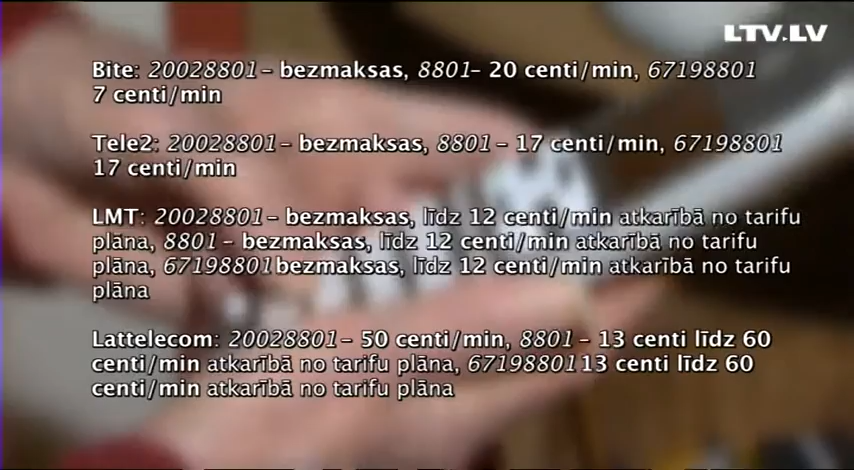 LTV.LV
Bite: 20028801 – bezmaksas, 8801– 20 centi/min, 67198801
7 centi/min
Tele2: 20028801 – bezmaksas, 8801 – 17 centi/min, 67198801
17 centi/min
LMT: 20028801 – bezmaksas, līdz 12 centi/min atkarībā no tarifu
plāna, 8801 – bezmaksas, līdz 12 centi/min atkarībā no tarifu
plāna, 67198801 bezmaksas, līdz 12 centi/min atkarībā no tarifu
plāna
Lattelecom: 20028801 – 50 centi/min, 8801 – 13 centi līdz 60
centi/min atkarībā no tarifu plāna, 67198801 13 centi līdz 60
centi/min atkarībā no tarifu plāna